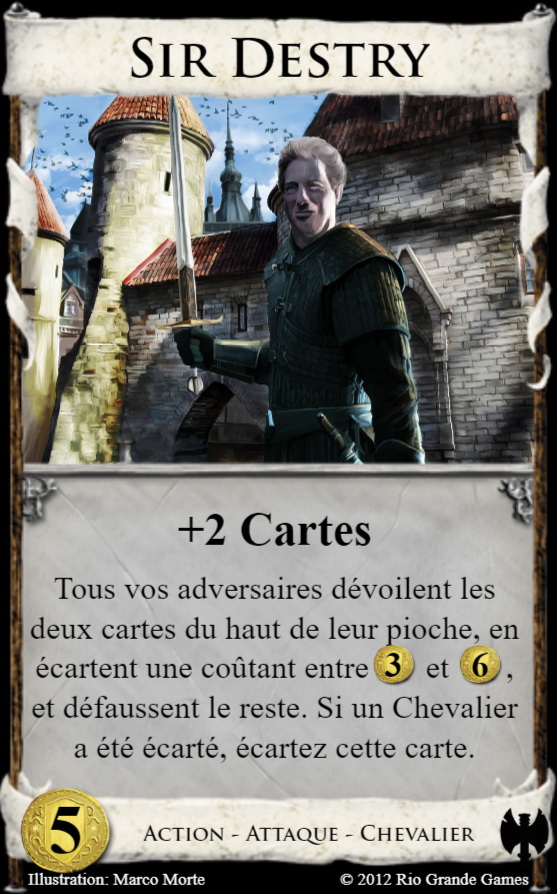 Sir Destry
+2 Cartes
Tous vos adversaires dévoilent les
deux cartes du haut de leur pioche, en
écartent une coûtant entre 3 et 6 ,
et défaussent le reste. Si un Chevalier
a été écarté, écartez cette carte.
5
Action - Attaque - Chevalier
Illustration: Marco Morte © 2012 Rio Grande Games